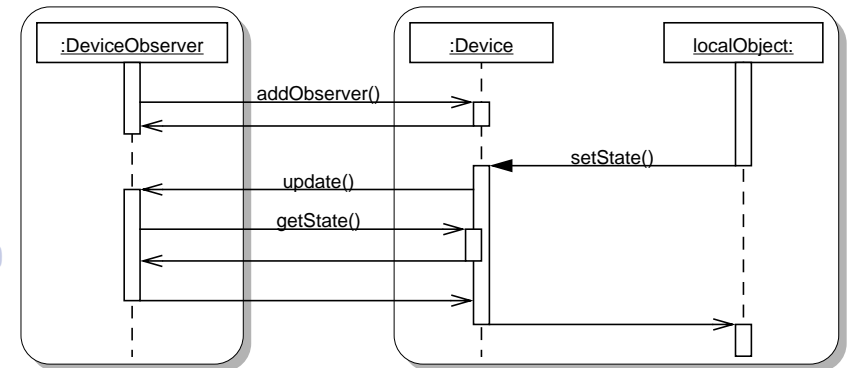 :DeviceObserver
:Device
localObject:
addObserver()
setState()
update()
getState()